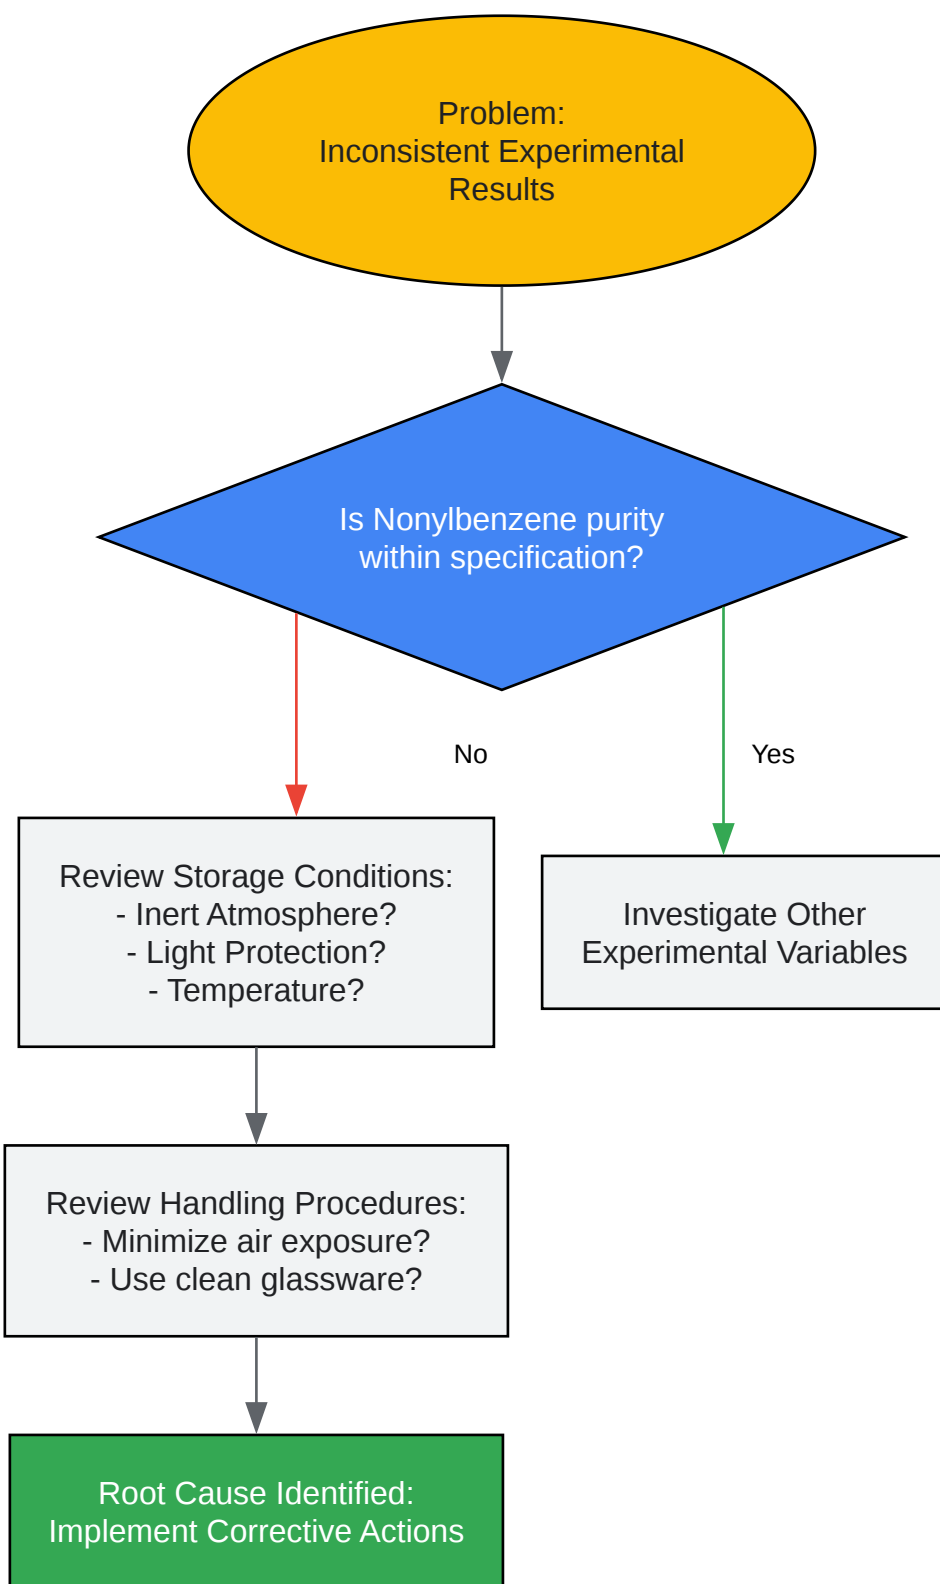 Problem:
Inconsistent Experimental
Results
Is Nonylbenzene purity
within specification?
No
Yes
Review Storage Conditions:
- Inert Atmosphere?
- Light Protection?
- Temperature?
Investigate Other
Experimental Variables
Review Handling Procedures:
- Minimize air exposure?
- Use clean glassware?
Root Cause Identified:
Implement Corrective Actions